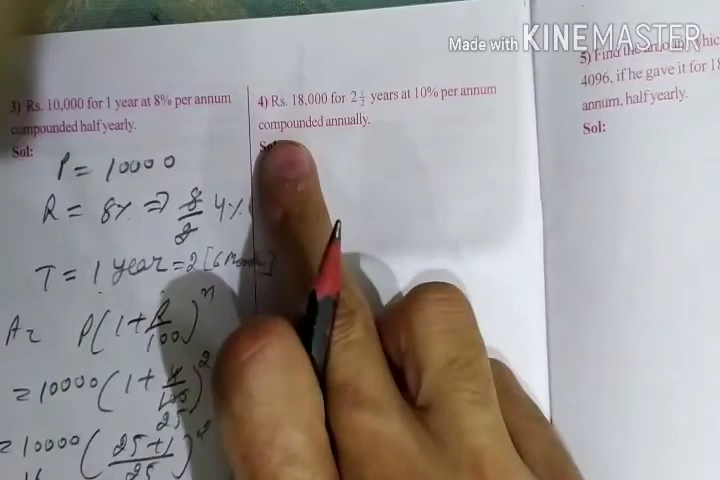 Made with KINEMASTER
3) Rs. 10,000 for 1 year at 8% per annum
compounded half yearly.
Sol:
P = 10000
R = 8% ⇒ 8/2 4%
T = 1 year = 2 [6 Month]
A = P(1 + R/100)^n
= 10000 (1 + 4/100)^2
25
= 10000 (25+1/25)^2
4) Rs. 18,000 for 2 1/2 years at 10% per annum
compounded annually.
5) Find the
4096, if he gave it for 18
annum, half yearly.
Sol: